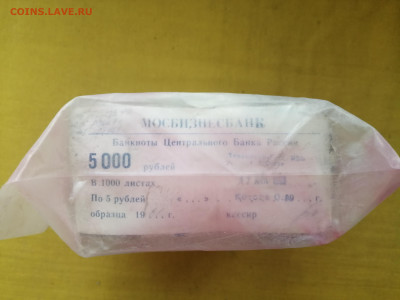 COINS.LAVE.RU
МОСБИЗНЕСБАНК
Банкноты Центрального Банка России
5 000 рублей
В 1000 листах
По 5 рублей «...» г.
образца 19 ... г. кассир